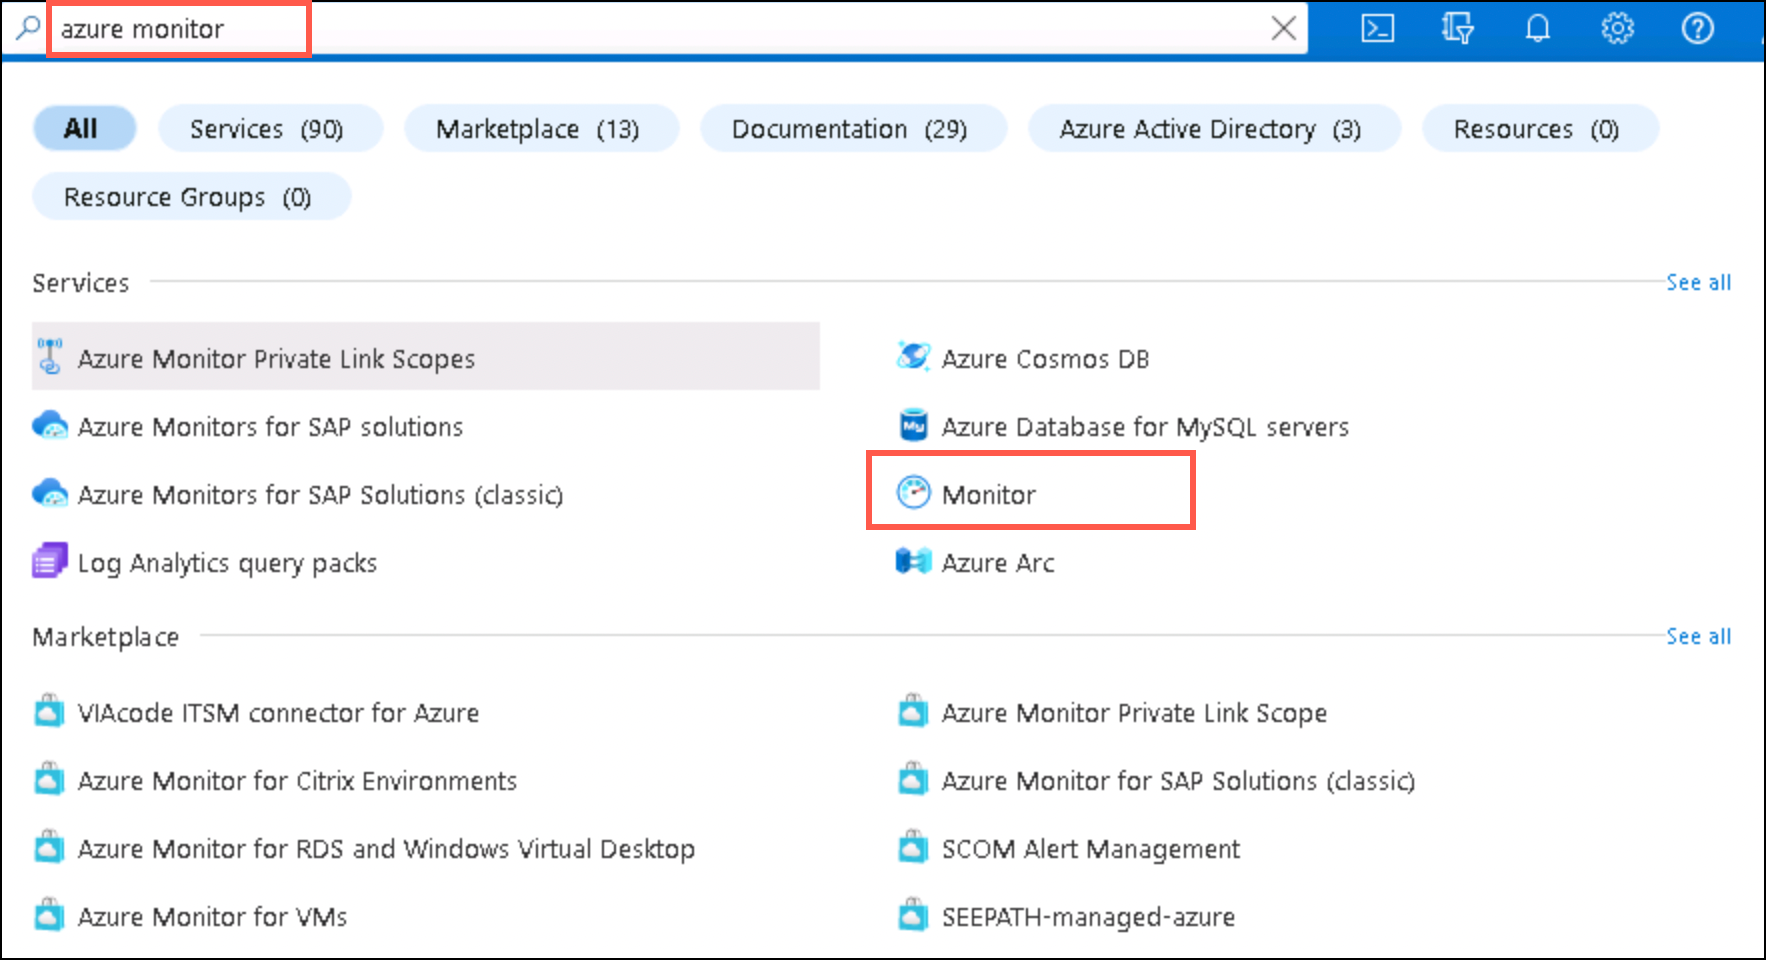 azure monitor
All
Services (90)
Marketplace (13)
Documentation (29)
Azure Active Directory (3)
Resources (0)
Resource Groups (0)
Services
See all
Azure Monitor Private Link Scopes
Azure Cosmos DB
Azure Monitors for SAP solutions
My
Azure Database for MySQL servers
Azure Monitors for SAP Solutions (classic)
Monitor
Log Analytics query packs
Azure Arc
Marketplace
See all
VIAcode ITSM connector for Azure
Azure Monitor Private Link Scope
Azure Monitor for Citrix Environments
Azure Monitor for SAP Solutions (classic)
Azure Monitor for RDS and Windows Virtual Desktop
SCOM Alert Management
Azure Monitor for VMs
SEEPATH-managed-azure